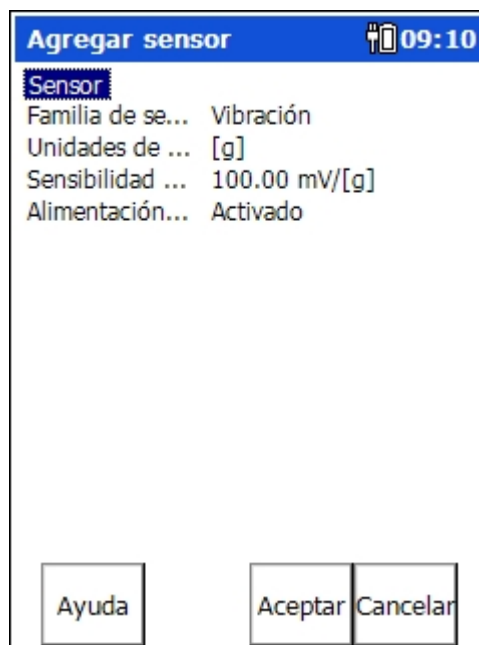 Agregar sensor 09:10
Sensor
Familia de se... Vibración
Unidades de ... [g]
Sensibilidad ... 100.00 mV/[g]
Alimentación... Activado
Ayuda Aceptar Cancelar